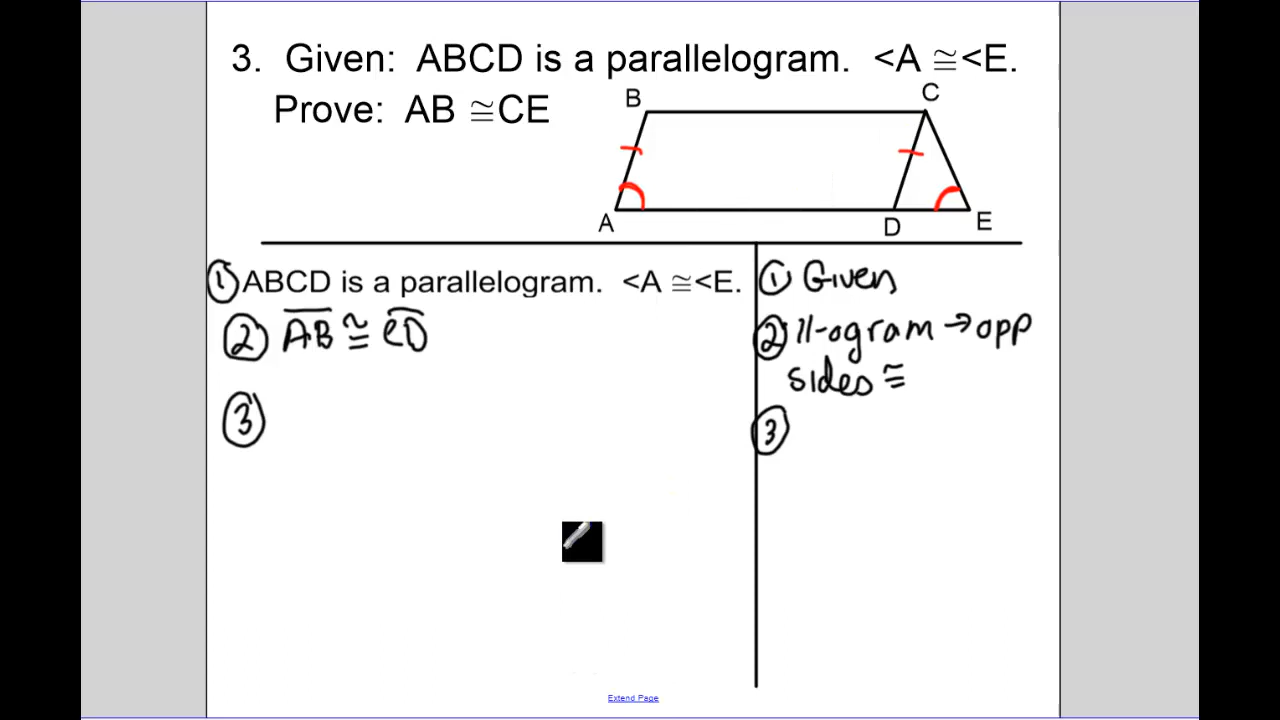 3. Given: ABCD is a parallelogram. <A ≅<E.
Prove: AB ≅CE
B
C
A
D
E
① ABCD is a parallelogram. <A ≅<E.
① Given
② AB ≅ CD
② //-ogram → opp
sides ≅
③
③
Extend Page